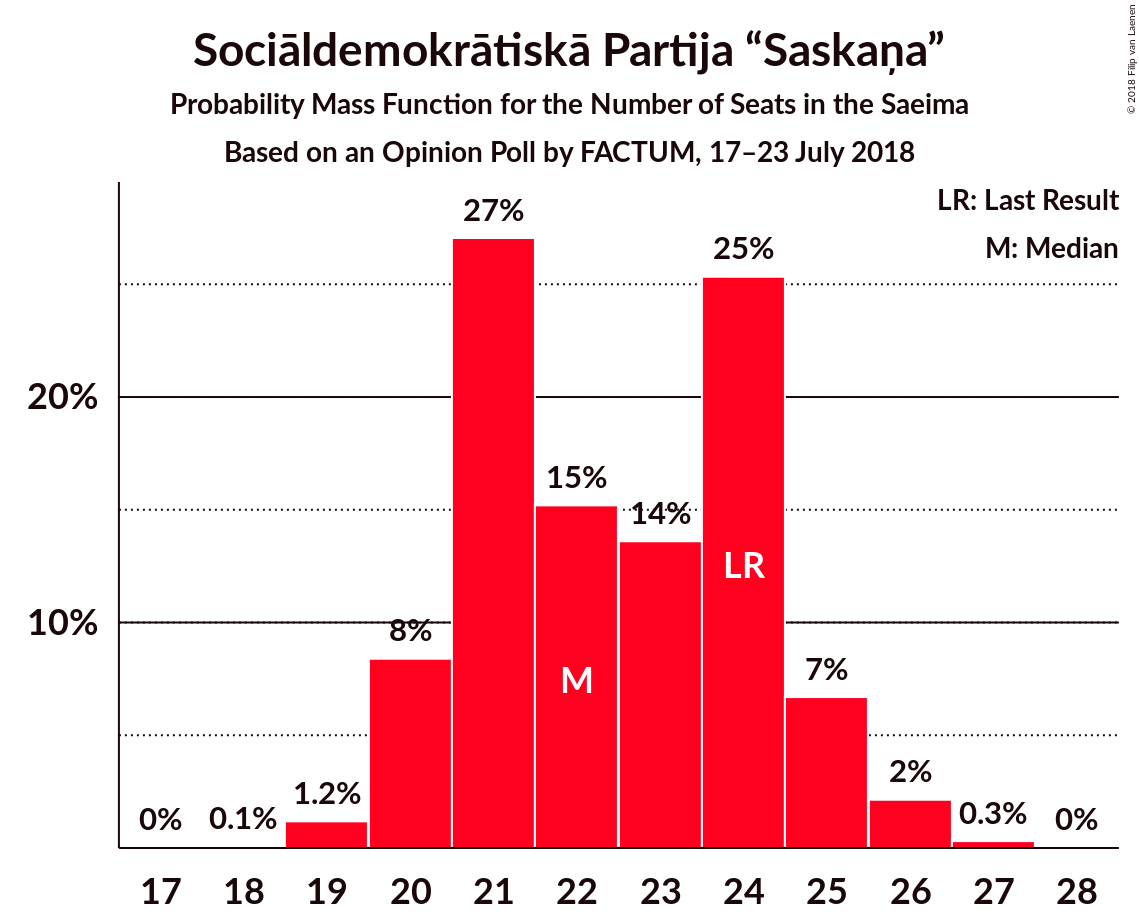 Sociāldemokrātiskā Partija “Saskaņa”
Probability Mass Function for the Number of Seats in the Saeima
Based on an Opinion Poll by FACTUM, 17–23 July 2018
© 2018 Filip van Laenen
LR: Last Result
M: Median
27%
25%
20%
15%
14%
LR
10%
8%
7%
M
2%
1.2%
0.3%
0%
0.1%
0%
17 18 19 20 21 22 23 24 25 26 27 28